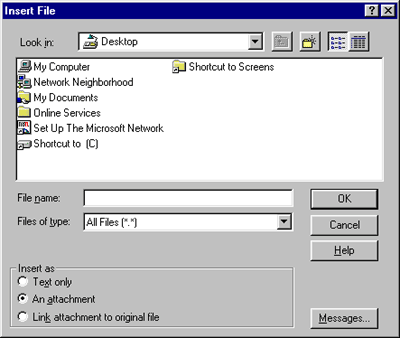 Insert File
Look in: Desktop
My Computer
Network Neighborhood
My Documents
Online Services
Set Up The Microsoft Network
Shortcut to (C)
Shortcut to Screens
File name:
OK
Files of type: All Files (*.*)
Cancel
Help
Insert as
Text only
An attachment
Link attachment to original file
Messages...